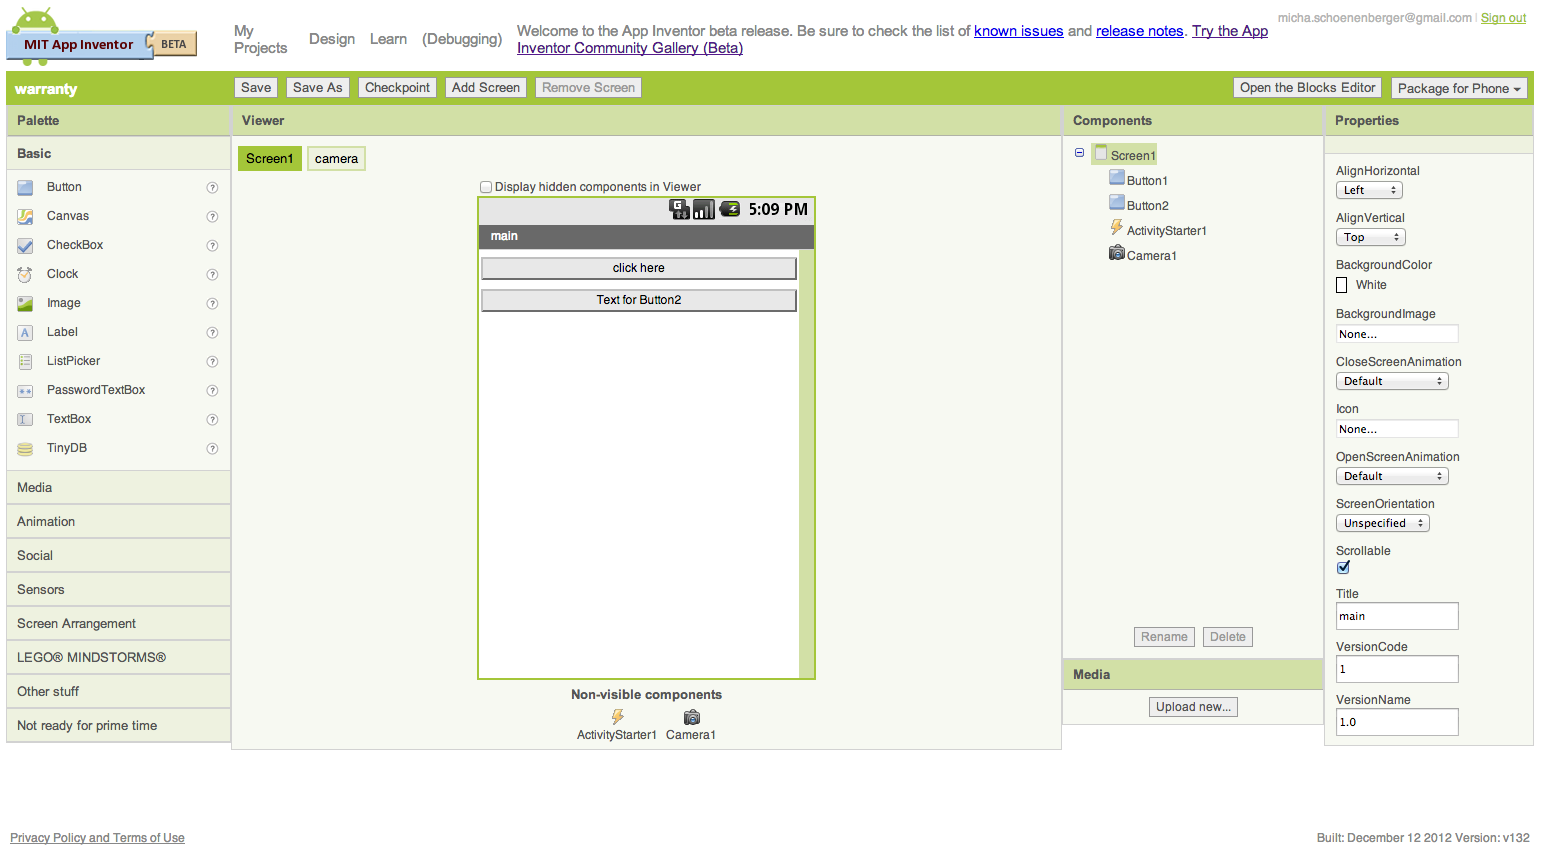 micha.schoenenberger@gmail.com | Sign out
MIT App Inventor BETA
My Projects
Design
Learn
(Debugging)
Welcome to the App Inventor beta release. Be sure to check the list of known issues and release notes. Try the App
Inventor Community Gallery (Beta)
warranty
Save
Save As
Checkpoint
Add Screen
Remove Screen
Open the Blocks Editor
Package for Phone
Palette
Basic
Button ?
Canvas ?
CheckBox ?
Clock ?
Image ?
A Label ?
ListPicker ?
PasswordTextBox ?
TextBox ?
TinyDB ?
Media
Animation
Social
Sensors
Screen Arrangement
LEGO® MINDSTORMS®
Other stuff
Not ready for prime time
Viewer
Screen1
camera
Display hidden components in Viewer
G 5:09 PM
main
click here
Text for Button2
Non-visible components
ActivityStarter1
Camera1
Components
Screen1
Button1
Button2
ActivityStarter1
Camera1
Rename
Delete
Media
Upload new...
Properties
AlignHorizontal
Left
AlignVertical
Top
BackgroundColor
White
BackgroundImage
None...
CloseScreenAnimation
Default
Icon
None...
OpenScreenAnimation
Default
ScreenOrientation
Unspecified
Scrollable
Title
main
VersionCode
1
VersionName
1.0
Privacy Policy and Terms of Use
Built: December 12 2012 Version: v132